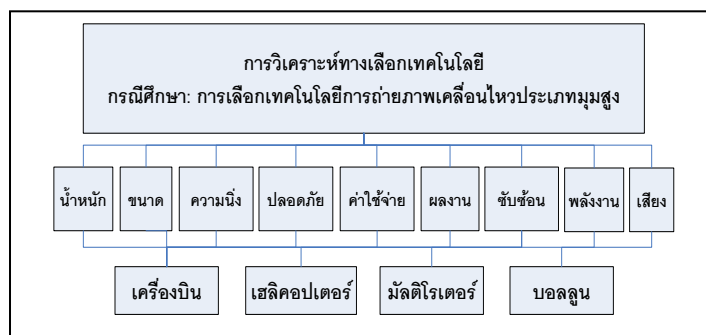 การวิเคราะห์ทางเลือกเทคโนโลยี
กรณีศึกษา: การเลือกเทคโนโลยีการถ่ายภาพเคลื่อนไหวประเภทมุมสูง
น้ำหนัก
ขนาด
ความนิ่ง
ปลอดภัย
ค่าใช้จ่าย
ผลงาน
ซับซ้อน
พลังงาน
เสียง
เครื่องบิน
เฮลิคอปเตอร์
มัลติโรเตอร์
บอลลูน